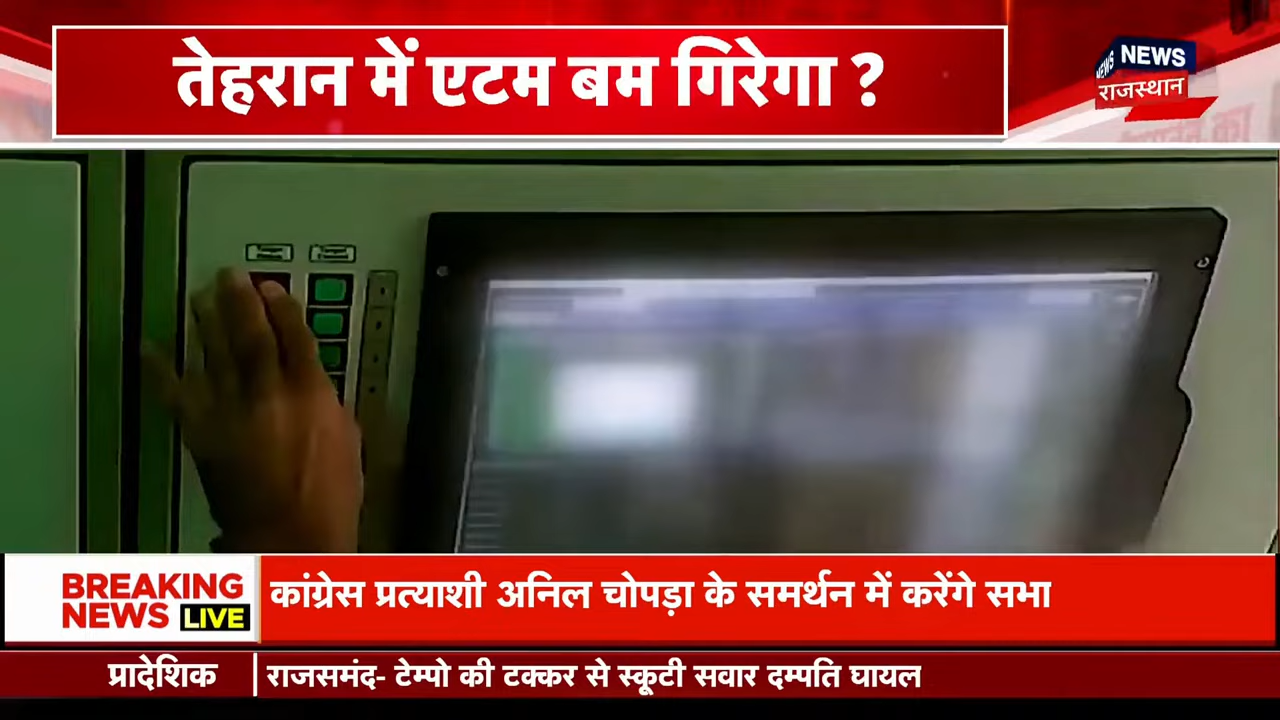 तेहरान में एटम बम गिरेगा ?
NEWS NEWS
राजस्थान
BREAKING
NEWS LIVE
कांग्रेस प्रत्याशी अनिल चोपड़ा के समर्थन में करेंगे सभा
प्रादेशिक
राजसमंद- टेम्पो की टक्कर से स्कूटी सवार दम्पति घायल